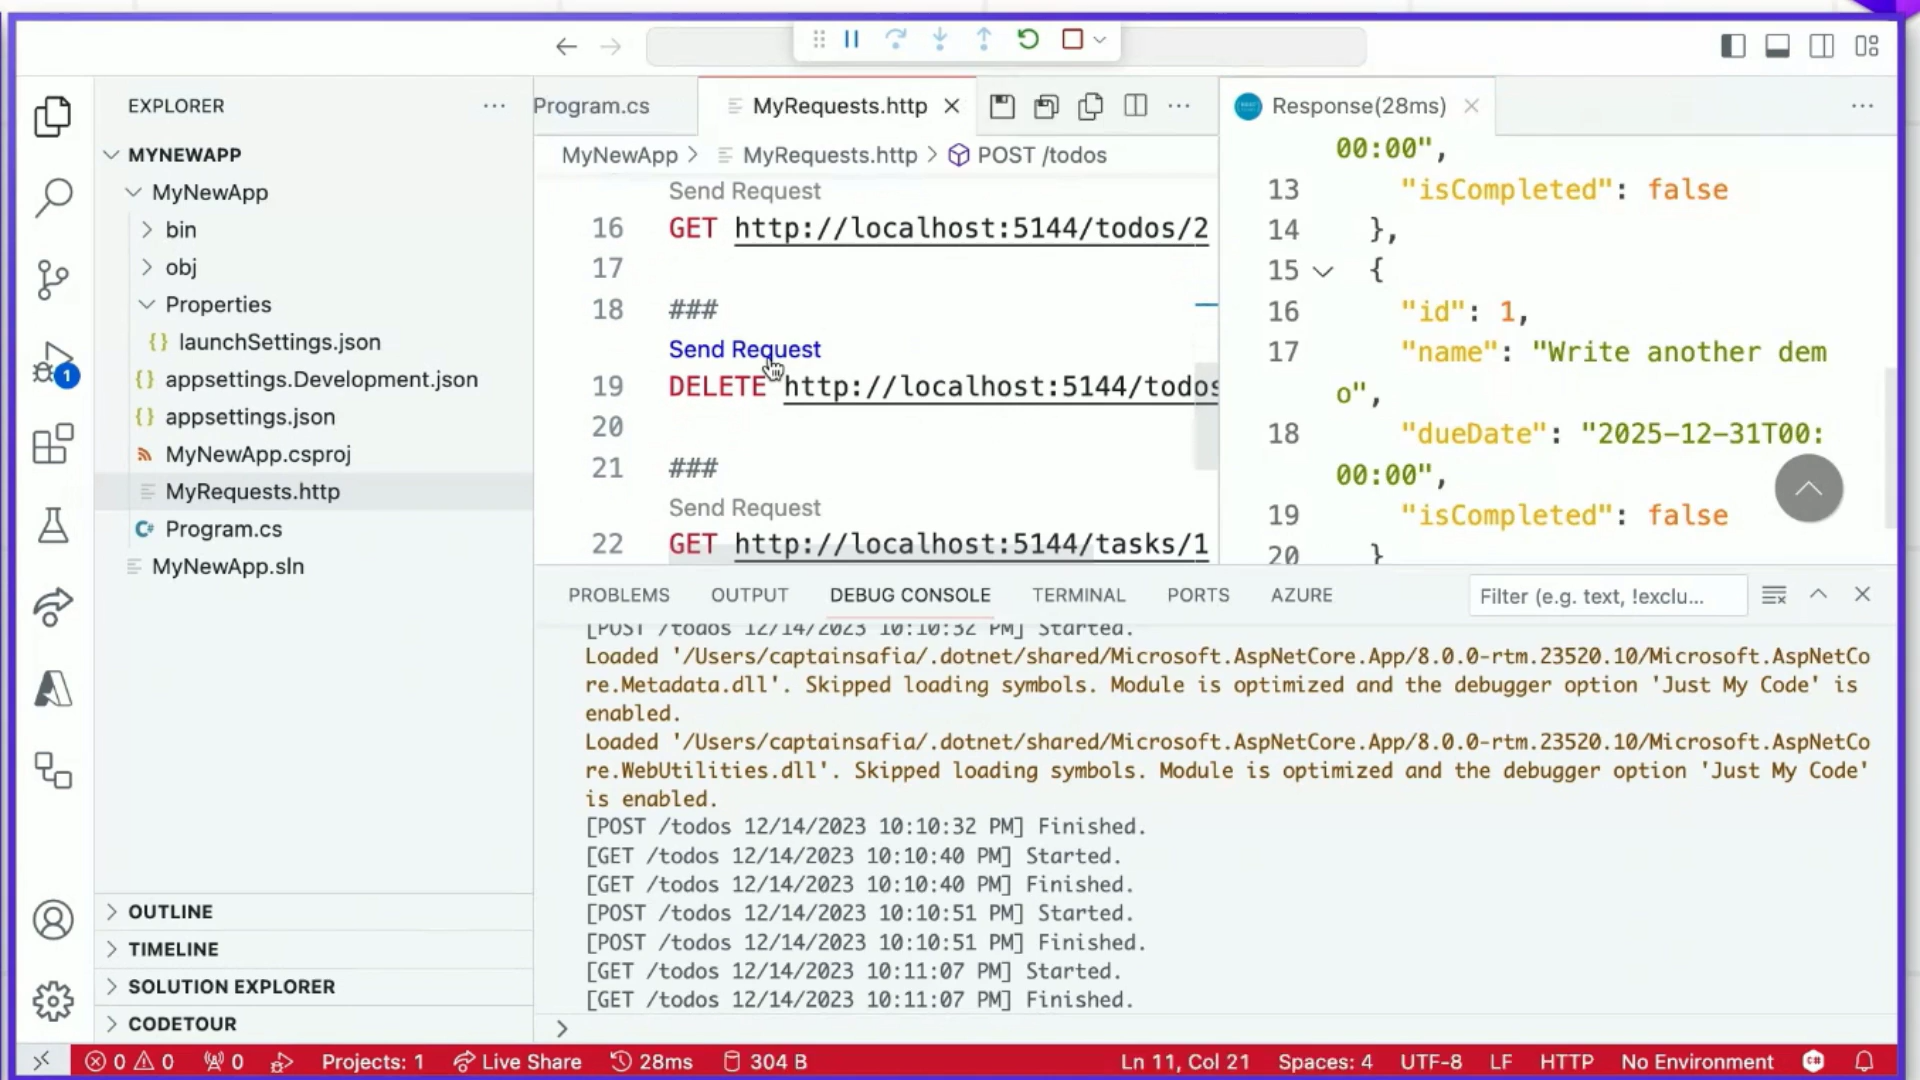 EXPLORER
MYNEWAPP
MyNewApp
bin
obj
Properties
{} launchSettings.json
{} appsettings.Development.json
{} appsettings.json
MyNewApp.csproj
MyRequests.http
C# Program.cs
MyNewApp.sln
OUTLINE
TIMELINE
SOLUTION EXPLORER
CODETOUR
1
Program.cs
MyRequests.http
MyNewApp > MyRequests.http > POST /todos
Send Request
16 GET http://localhost:5144/todos/2
17
18 ###
Send Request
19 DELETE http://localhost:5144/todos
20
21 ###
Send Request
22 GET http://localhost:5144/tasks/1
Response(28ms)
00:00",
13 "isCompleted": false
14 },
15 {
16 "id": 1,
17 "name": "Write another dem
o",
18 "dueDate": "2025-12-31T00:
00:00",
19 "isCompleted": false
20 }
PROBLEMS OUTPUT DEBUG CONSOLE TERMINAL PORTS AZURE
Filter (e.g. text, !exclu...
[POST /todos 12/14/2023 10:10:32 PM] Started.
Loaded '/Users/captainsafia/.dotnet/shared/Microsoft.AspNetCore.App/8.0.0-rtm.23520.10/Microsoft.AspNetCo
re.Metadata.dll'. Skipped loading symbols. Module is optimized and the debugger option 'Just My Code' is
enabled.
Loaded '/Users/captainsafia/.dotnet/shared/Microsoft.AspNetCore.App/8.0.0-rtm.23520.10/Microsoft.AspNetCo
re.WebUtilities.dll'. Skipped loading symbols. Module is optimized and the debugger option 'Just My Code'
is enabled.
[POST /todos 12/14/2023 10:10:32 PM] Finished.
[GET /todos 12/14/2023 10:10:40 PM] Started.
[GET /todos 12/14/2023 10:10:40 PM] Finished.
[POST /todos 12/14/2023 10:10:51 PM] Started.
[POST /todos 12/14/2023 10:10:51 PM] Finished.
[GET /todos 12/14/2023 10:11:07 PM] Started.
[GET /todos 12/14/2023 10:11:07 PM] Finished.
0 0 0 Projects: 1 Live Share 28ms 304 B Ln 11, Col 21 Spaces: 4 UTF-8 LF HTTP No Environment